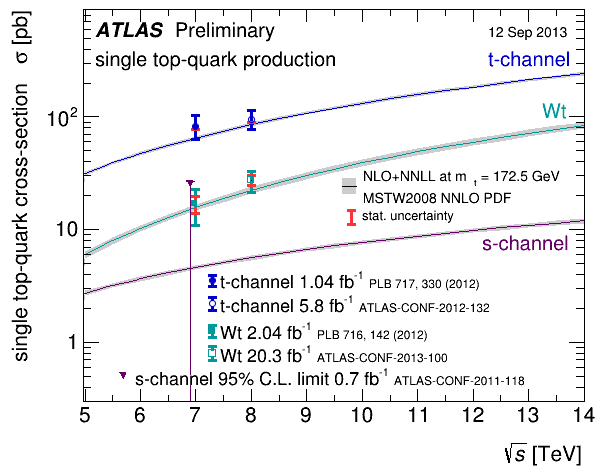 ATLAS Preliminary
12 Sep 2013
single top-quark production
t-channel
Wt
NLO+NNLL at m t = 172.5 GeV
MSTW2008 NNLO PDF
stat. uncertainty
s-channel
t-channel 1.04 fb-1 PLB 717, 330 (2012)
t-channel 5.8 fb-1 ATLAS-CONF-2012-132
Wt 2.04 fb-1 PLB 716, 142 (2012)
Wt 20.3 fb-1 ATLAS-CONF-2013-100
s-channel 95% C.L. limit 0.7 fb-1 ATLAS-CONF-2011-118
single top-quark cross-section σ [pb]
10²
10
1
5 6 7 8 9 10 11 12 13 14
√s [TeV]